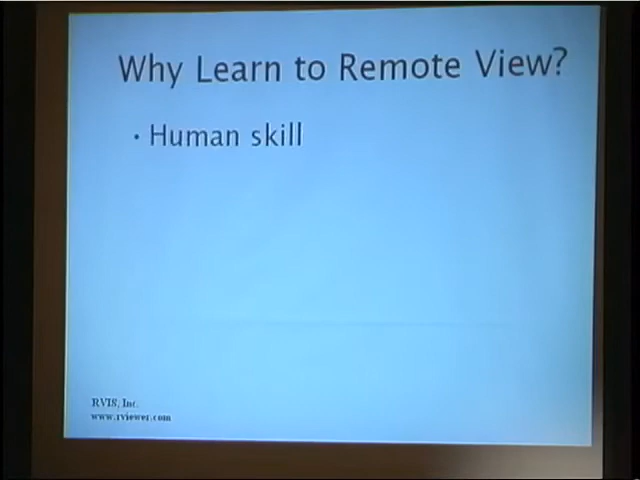 Why Learn to Remote View?
• Human skill
RVIS, Inc.
www.rviewer.com